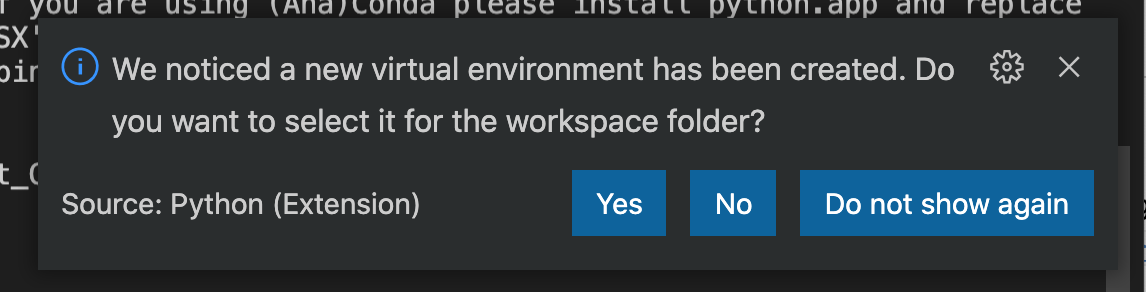 you are using (Ana)Conda please install python.app and replace
SX'
We noticed a new virtual environment has been created. Do
you want to select it for the workspace folder?
Source: Python (Extension)
Yes
No
Do not show again